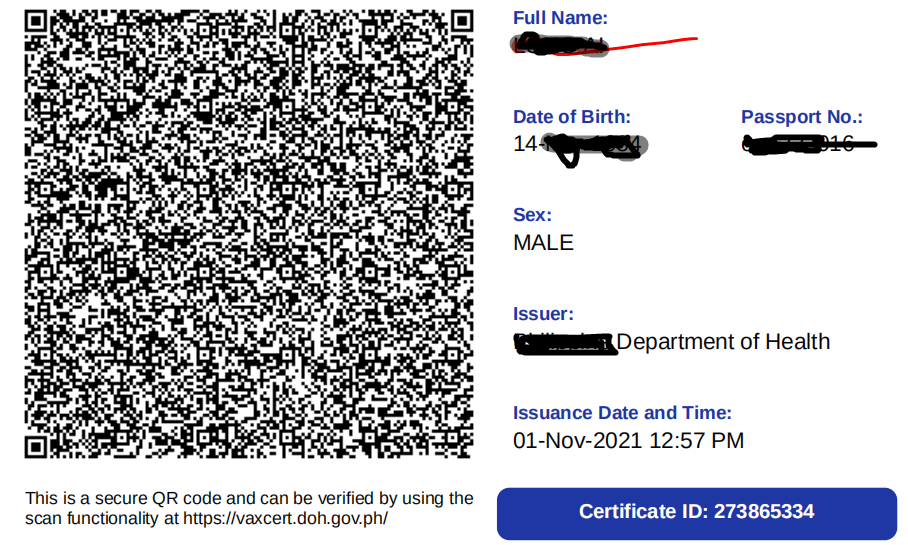 Full Name:
Date of Birth:
Passport No.:
14-
Sex:
MALE
Issuer:
Department of Health
Issuance Date and Time:
01-Nov-2021 12:57 PM
This is a secure QR code and can be verified by using the
scan functionality at https://vaxcert.doh.gov.ph/
Certificate ID: 273865334